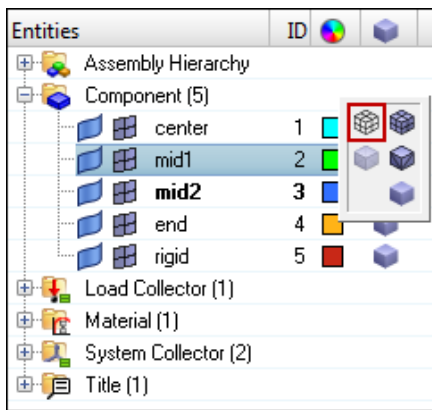 Entities ID
Assembly Hierarchy
Component (5)
center 1
mid1 2
mid2 3
end 4
rigid 5
Load Collector (1)
Material (1)
System Collector (2)
Title (1)